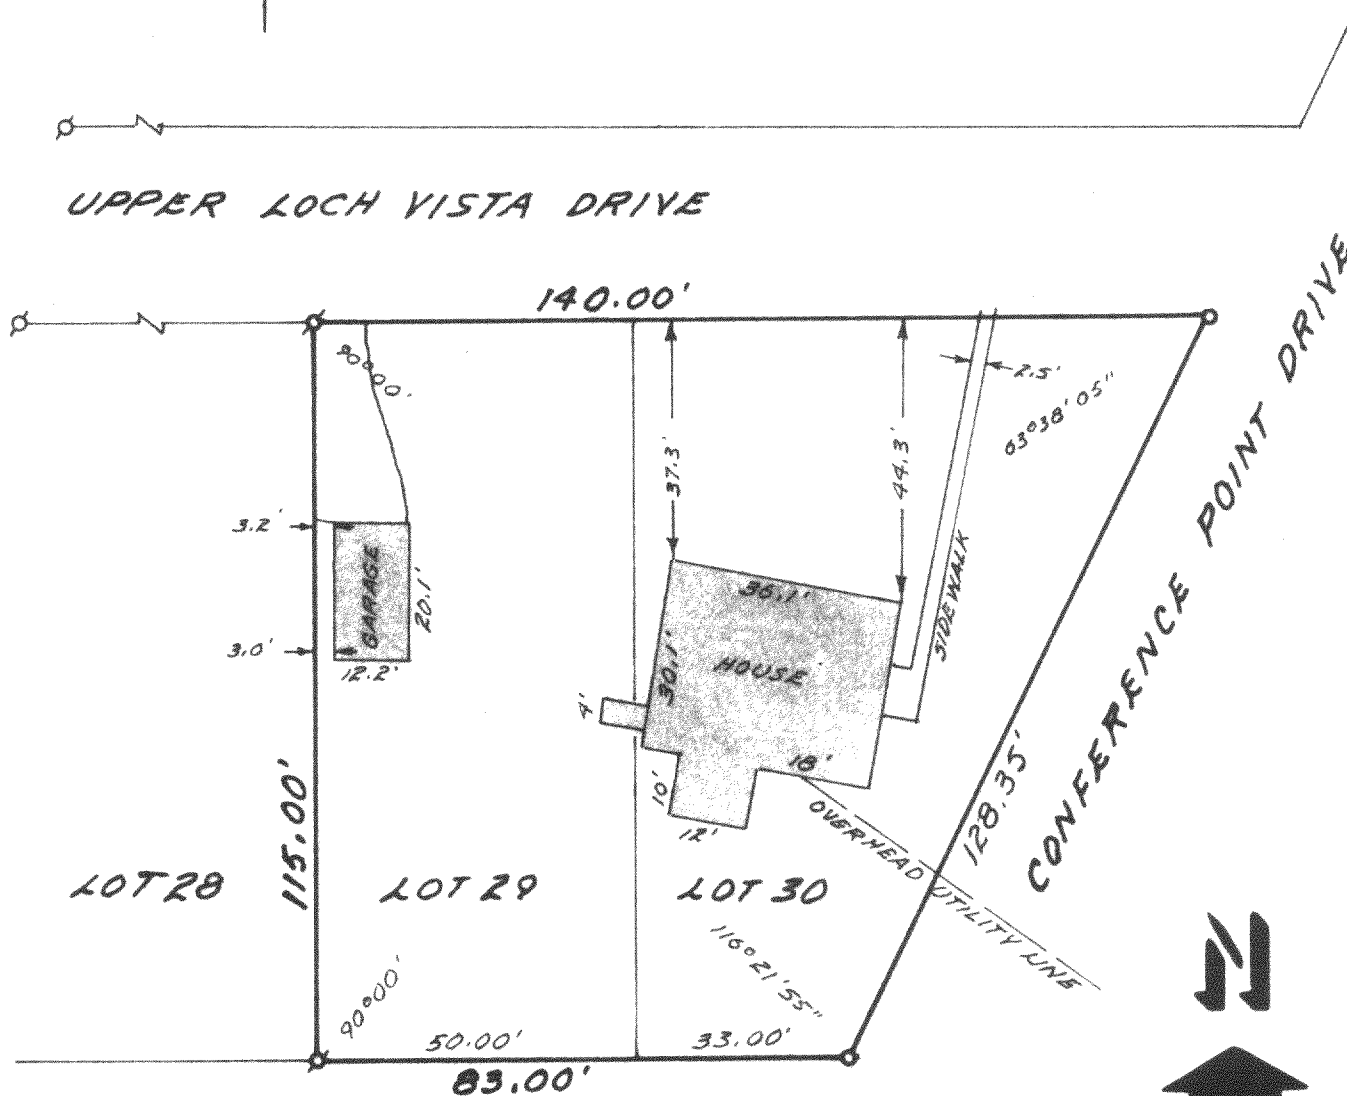 UPPER LOCH VISTA DRIVE
140.00'
CONFERENCE POINT DRIVE
90°00'
2.5'
63°38'05"
37.3'
44.3'
3.2'
GARAGE
20.1'
3.0'
12.2'
36.1'
HOUSE
30.1'
SIDEWALK
4'
18'
10'
12'
OVERHEAD UTILITY LINE
128.35'
115.00'
LOT 28
LOT 29
LOT 30
116°21'55"
90°00'
50.00'
33.00'
83.00'
N